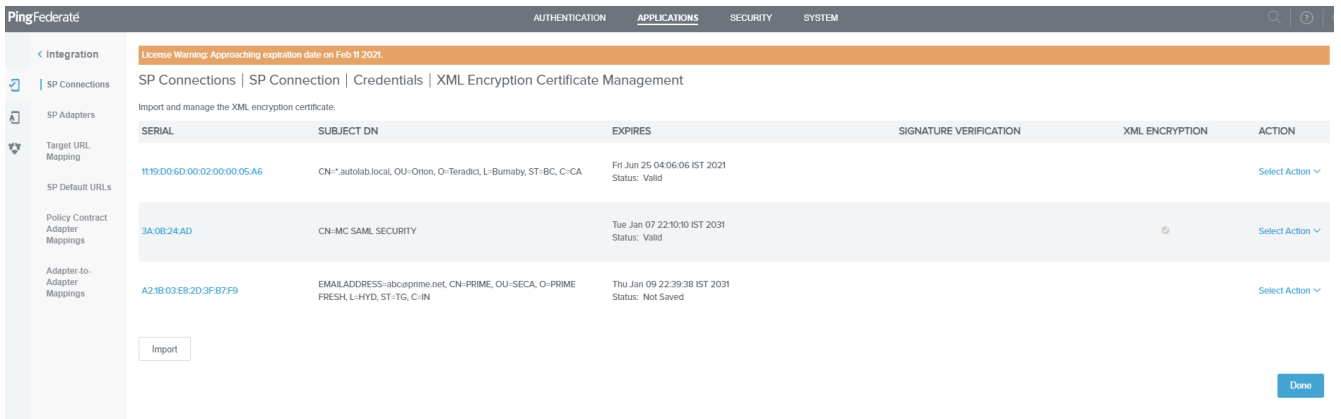 PingFederate AUTHENTICATION APPLICATIONS SECURITY SYSTEM
Integration
SP Connections
SP Adapters
Target URL
Mapping
SP Default URLs
Policy Contract
Adapter
Mappings
Adapter-to-
Adapter
Mappings
License Warning: Approaching expiration date on Feb 11 2021.
SP Connections | SP Connection | Credentials | XML Encryption Certificate Management
Import and manage the XML encryption certificate.
SERIAL SUBJECT DN EXPIRES SIGNATURE VERIFICATION XML ENCRYPTION ACTION
11:19:D0:6D:00:02:00:00:05:A6 CN=*.autolab.local, OU=Orion, O=Teradici, L=Burnaby, ST=BC, C=CA Fri Jun 25 04:06:06 IST 2021 Select Action
Status: Valid
3A:0B:24:AD CN=MC SAML SECURITY Tue Jan 07 22:10:10 IST 2031 Select Action
Status: Valid
A2:1B:03:E8:2D:3F:B7:F9 EMAILADDRESS=abc@prime.net, CN=PRIME, OU=SECA, O=PRIME Thu Jan 09 22:39:38 IST 2031 Select Action
FRESH, L=HYD, ST=TG, C=IN Status: Not Saved
Import
Done